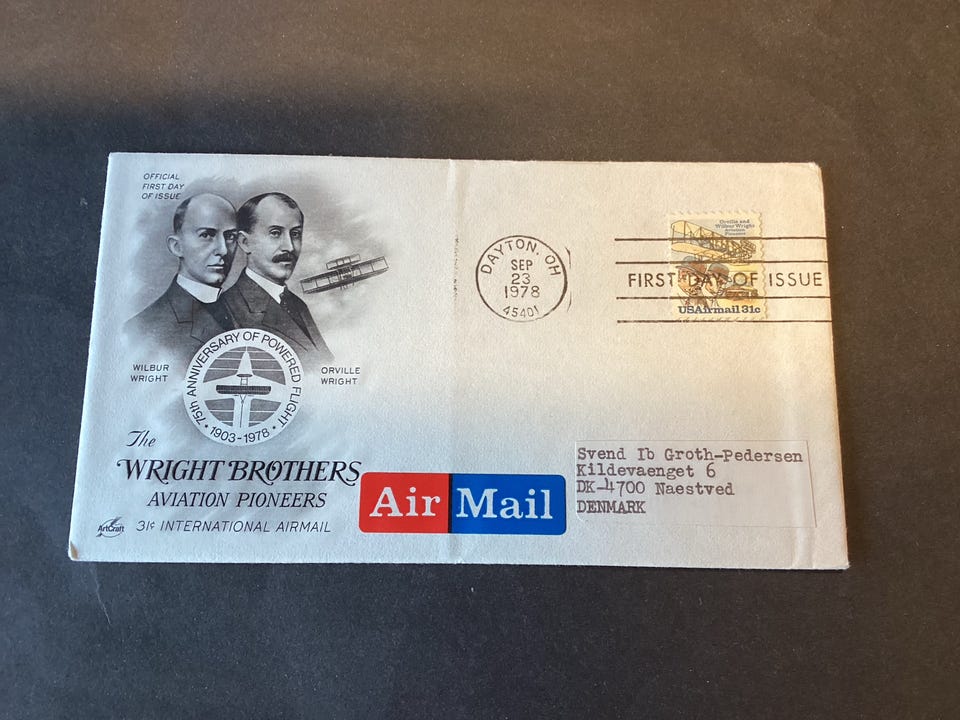 OFFICIAL
FIRST DAY
OF ISSUE
WILBUR
WRIGHT
ORVILLE
WRIGHT
75th ANNIVERSARY OF POWERED FLIGHT
• 1903-1978 •
The
WRIGHT BROTHERS
AVIATION PIONEERS
31¢ INTERNATIONAL AIRMAIL
ArtCraft
Air Mail
DAYTON, OH
SEP
23
1978
45401
Orville and
Wilbur Wright
Aviation
Pioneers
FIRST DAY OF ISSUE
USAirmail 31c
Svend Ib Groth-Pedersen
Kildevaenget 6
DK-4700 Naestved
DENMARK